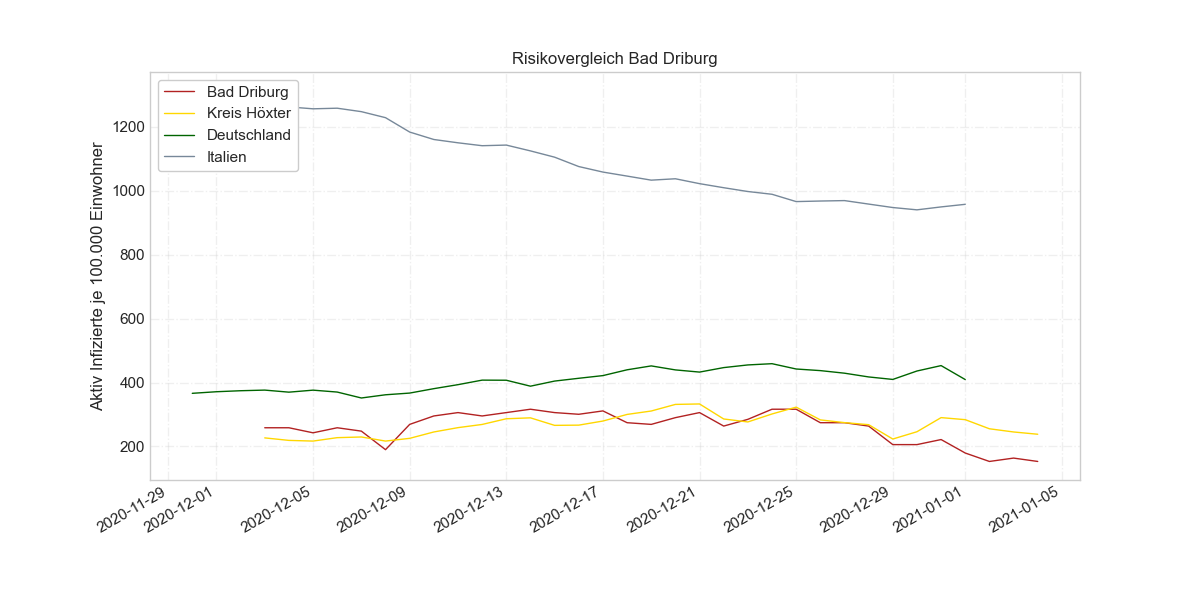 Risikovergleich Bad Driburg
Bad Driburg
Kreis Höxter
Deutschland
Italien
Aktiv Infizierte je 100.000 Einwohner
1200
1000
800
600
400
200
2020-11-29
2020-12-01
2020-12-05
2020-12-09
2020-12-13
2020-12-17
2020-12-21
2020-12-25
2020-12-29
2021-01-01
2021-01-05